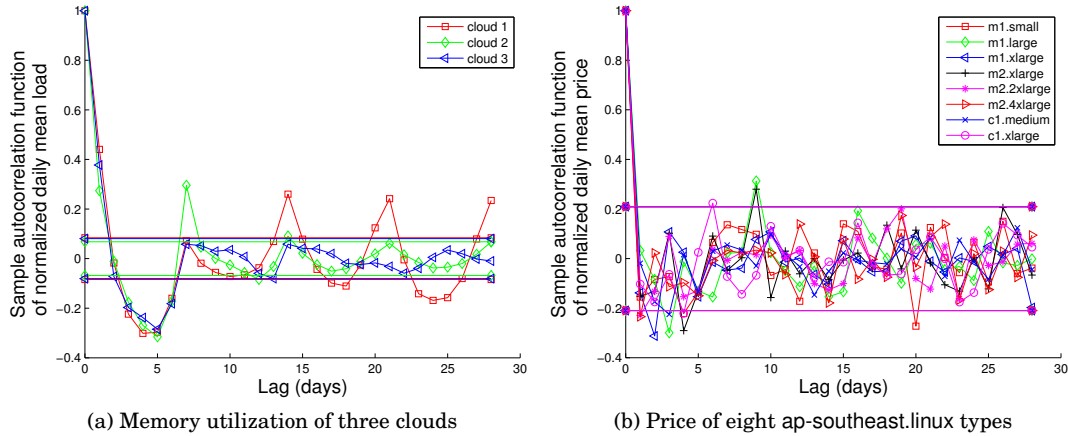 Sample autocorrelation function
of normalized daily mean load
1
0.8
0.6
0.4
0.2
0
−0.2
−0.4
0 5 10 15 20 25 30
Lag (days)
cloud 1
cloud 2
cloud 3
(a) Memory utilization of three clouds
Sample autocorrelation function
of normalized daily mean price
1
0.8
0.6
0.4
0.2
0
−0.2
−0.4
0 5 10 15 20 25 30
Lag (days)
m1.small
m1.large
m1.xlarge
m2.xlarge
m2.2xlarge
m2.4xlarge
c1.medium
c1.xlarge
(b) Price of eight ap-southeast.linux types